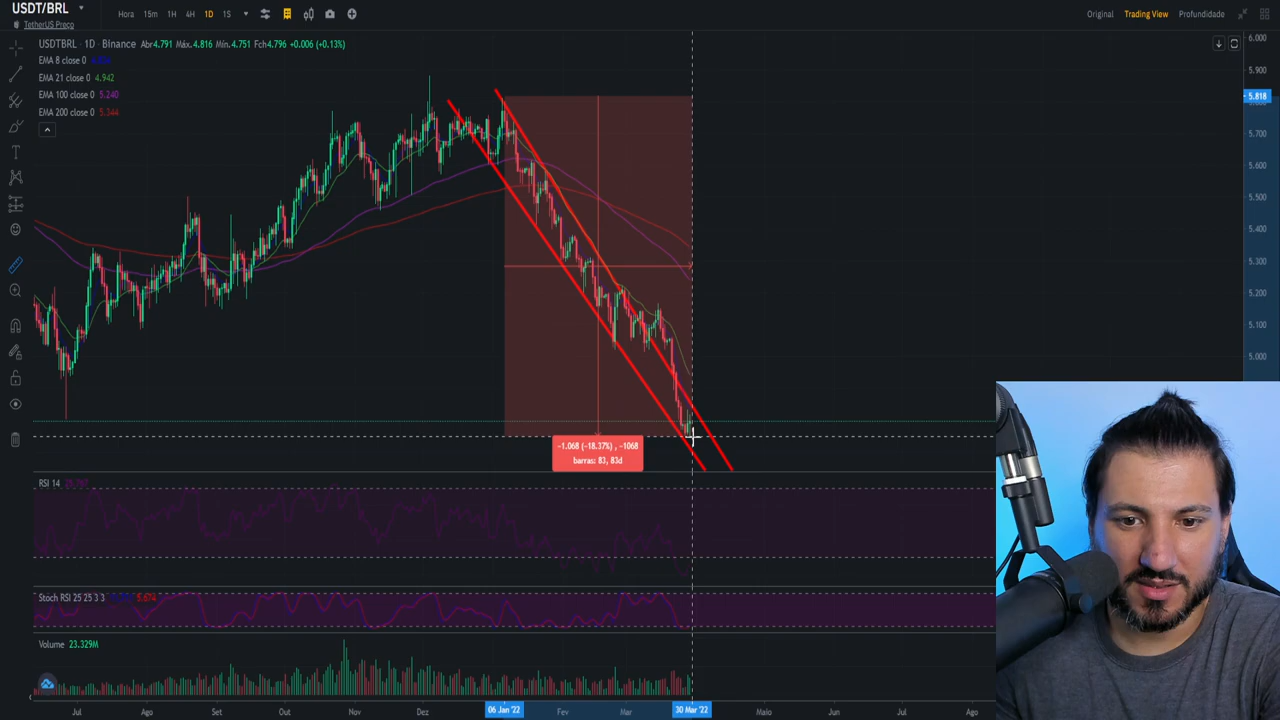 USDT/BRL
TetherUS Preço
Hora 15m 1H 4H 1D 1S
Original Trading View Profundidade
USDTBRL · 1D · Binance Abr4.791 Máx.4.816 Mín.4.751 Fch4.796 +0.006 (+0.13%)
EMA 8 close 0
EMA 21 close 0 4.942
EMA 100 close 0 5.240
EMA 200 close 0 5.344
6.000
5.900
5.818
5.700
5.600
5.500
5.400
5.300
5.200
5.100
5.000
-1.068 (-18.37%) , -1068
barras: 83, 83d
RSI 14
Stoch RSI 25 25 3 3 5.674
Volume 23.329M
Jul Ago Set Out Nov Dez 06 Jan '22 Fev Mar 30 Mar '22 Maio Jun Jul Ago